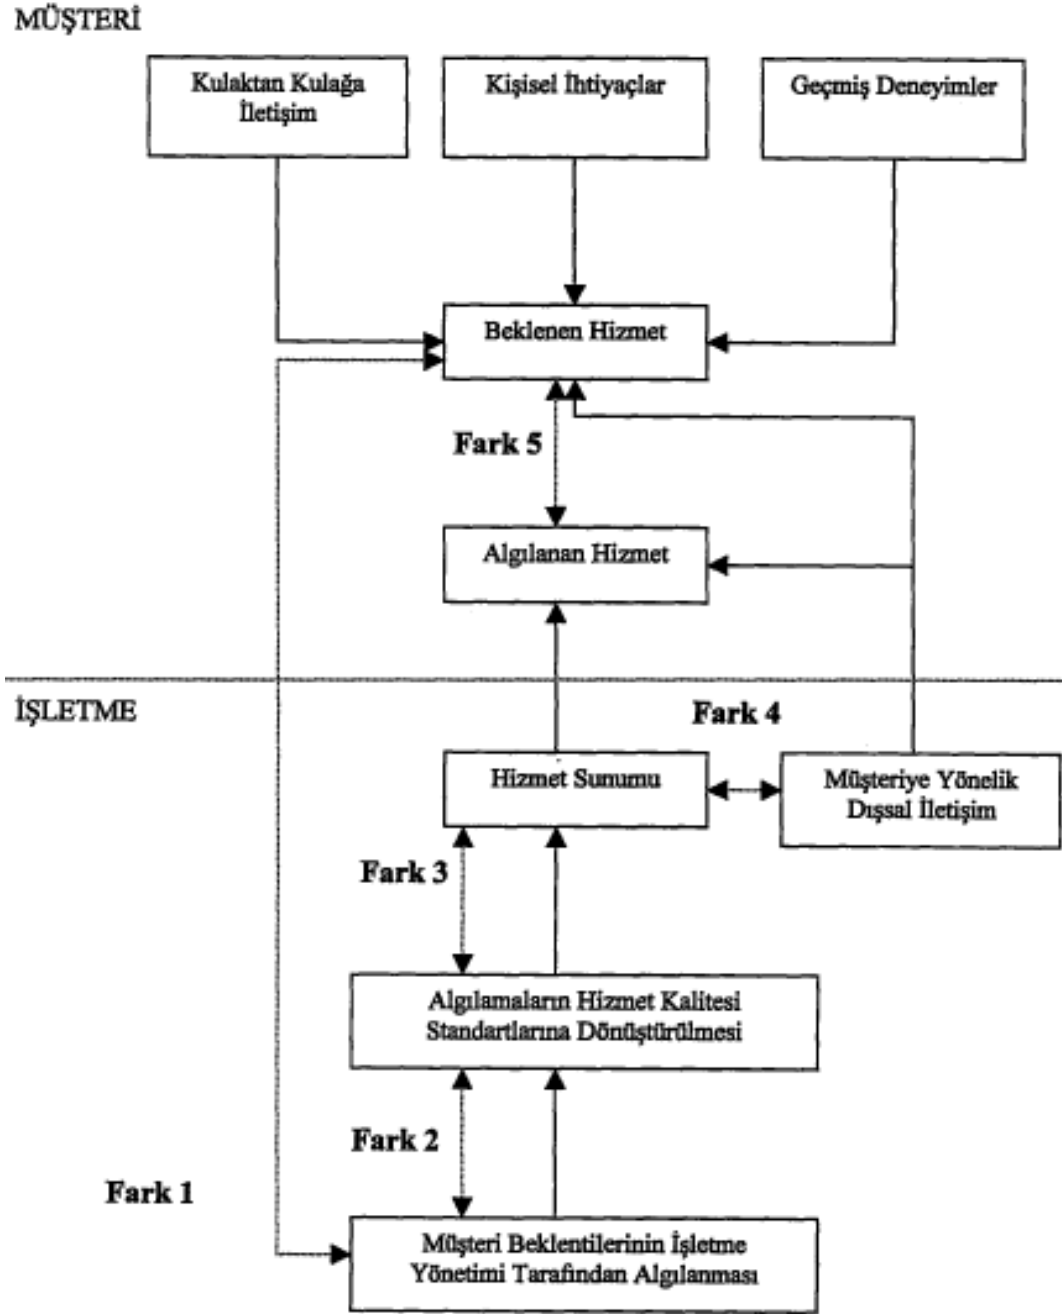 MÜŞTERİ
Kulaktan Kulağa
İletişim
Kişisel İhtiyaçlar
Geçmiş Deneyimler
Beklenen Hizmet
Fark 5
Algılanan Hizmet
İŞLETME
Fark 4
Hizmet Sunumu
Müşteriye Yönelik
Dışsal İletişim
Fark 3
Algılamaların Hizmet Kalitesi
Standartlarına Dönüştürülmesi
Fark 2
Fark 1
Müşteri Beklentilerinin İşletme
Yönetimi Tarafından Algılanması